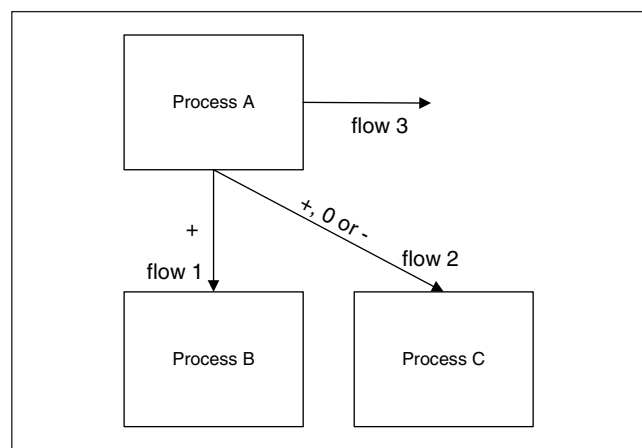 Process A
flow 3
+
+, 0 or -
flow 1
flow 2
Process B
Process C